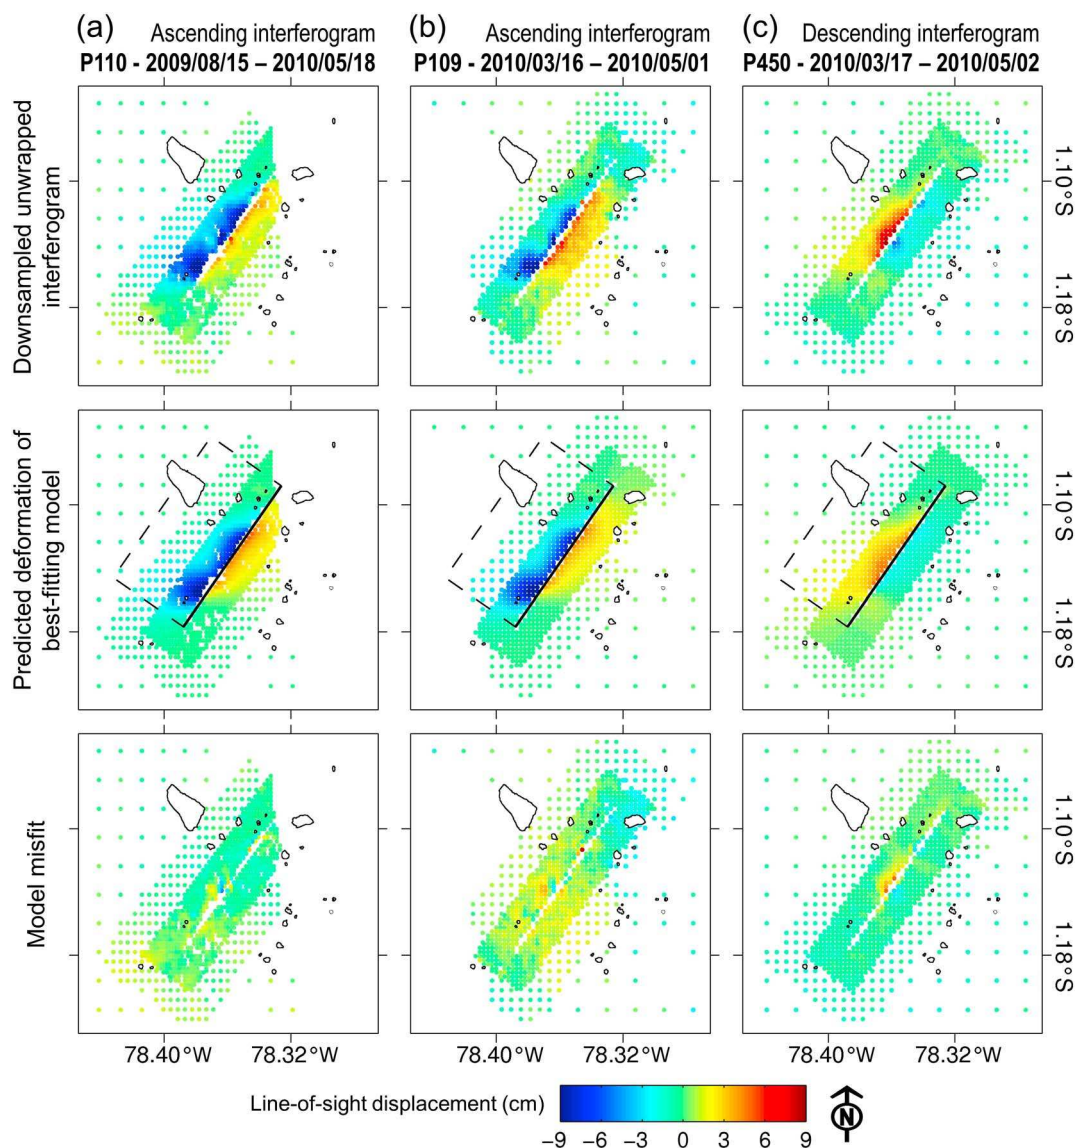 (a)
Ascending interferogram
P110 - 2009/08/15 – 2010/05/18
(b)
Ascending interferogram
P109 - 2010/03/16 – 2010/05/01
(c)
Descending interferogram
P450 - 2010/03/17 – 2010/05/02
Downsampled unwrapped
interferogram
1.10°S
1.18°S
Predicted deformation of
best-fitting model
1.10°S
1.18°S
Model misfit
1.10°S
1.18°S
78.40°W
78.32°W
78.40°W
78.32°W
78.40°W
78.32°W
Line-of-sight displacement (cm)
−9 −6 −3 0 3 6 9
N